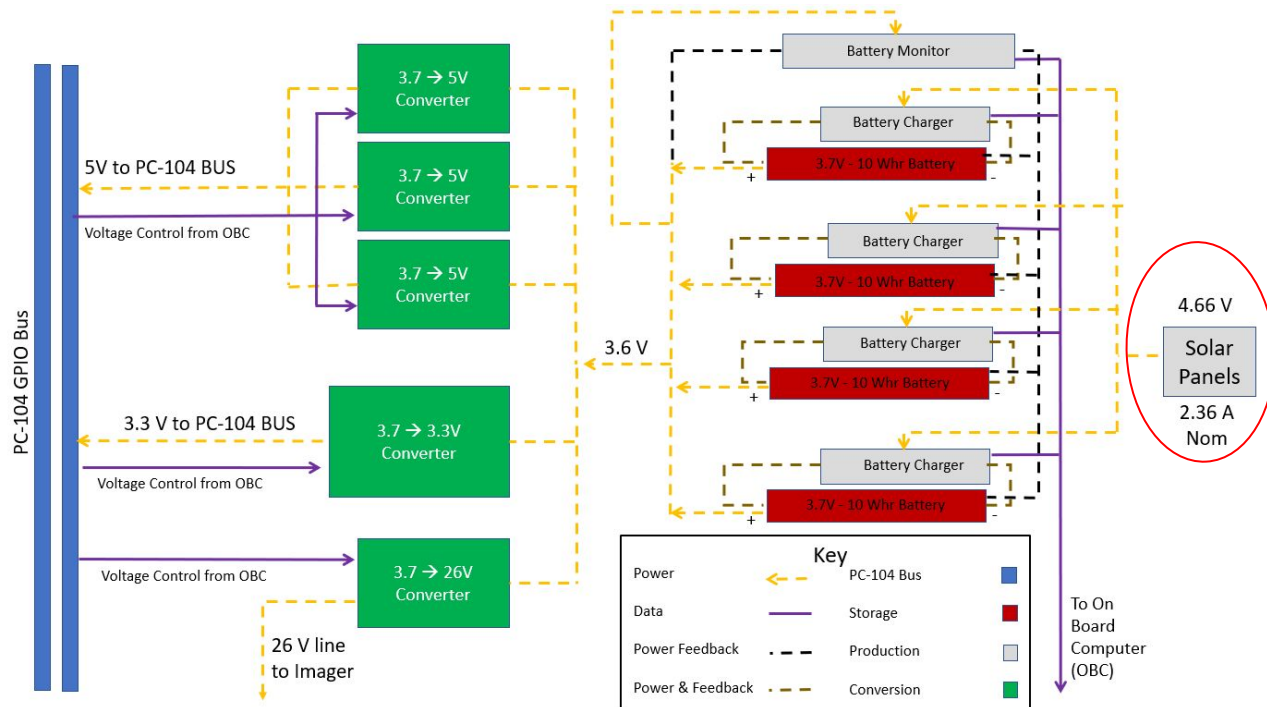 PC-104 GPIO Bus
3.7 → 5V
Converter
3.7 → 5V
Converter
3.7 → 5V
Converter
5V to PC-104 BUS
Voltage Control from OBC
3.3 V to PC-104 BUS
3.7 → 3.3V
Converter
Voltage Control from OBC
3.7 → 26V
Converter
Voltage Control from OBC
26 V line
to Imager
3.6 V
Battery Monitor
Battery Charger
3.7V - 10 Whr Battery
+
-
Battery Charger
3.7V - 10 Whr Battery
+
-
Battery Charger
3.7V - 10 Whr Battery
+
-
Battery Charger
3.7V - 10 Whr Battery
+
-
4.66 V
Solar
Panels
2.36 A
Nom
To On
Board
Computer
(OBC)
Key
Power
PC-104 Bus
Data
Storage
Power Feedback
Production
Power & Feedback
Conversion